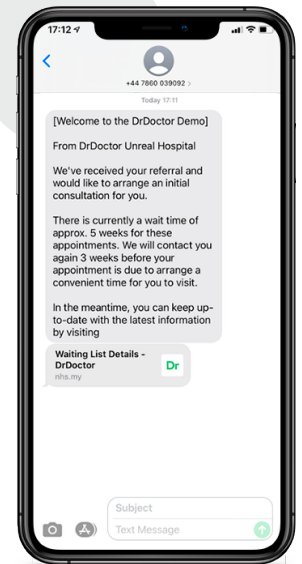 17:12
+44 7860 039092 >
Today 17:11
[Welcome to the DrDoctor Demo]
From DrDoctor Unreal Hospital
We've received your referral and
would like to arrange an initial
consultation for you.
There is currently a wait time of
approx. 5 weeks for these
appointments. We will contact you
again 3 weeks before your
appointment is due to arrange a
convenient time for you to visit.
In the meantime, you can keep up-
to-date with the latest information
by visiting
Waiting List Details -
DrDoctor
Dr
nhs.my
Subject
Text Message